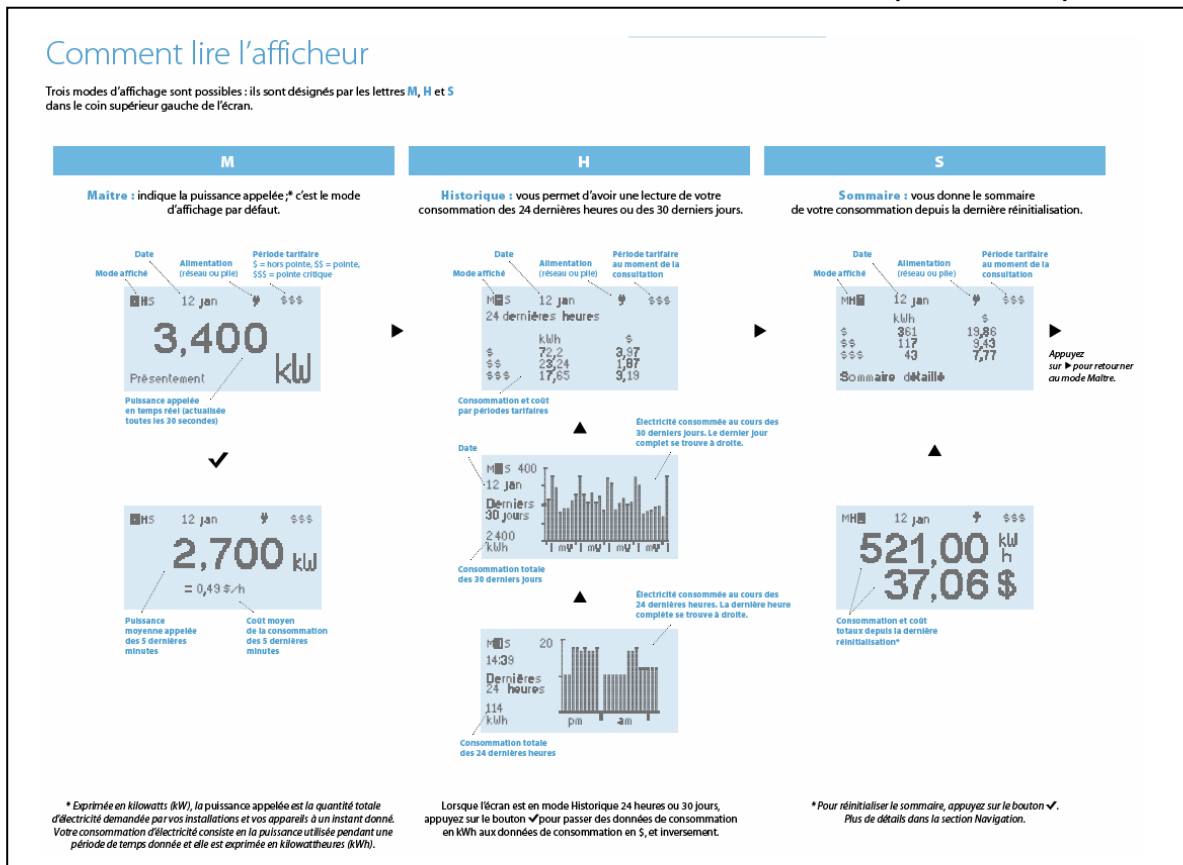 Comment lire l'afficheur
Trois modes d'affichage sont possibles : ils sont désignés par les lettres M, H et S
dans le coin supérieur gauche de l'écran.
M
Maître : indique la puissance appelée ;* c'est le mode
d'affichage par défaut.
Date
Alimentation
(réseau ou pile)
Période tarifaire
$ = hors pointe, $$ = pointe,
$$$ = pointe critique
Mode affiché
MHS 12 jan $$$
3,400
kW
Présentement
Puissance appelée
en temps réel (actualisée
toutes les 30 secondes)
MHS 12 jan $$$
2,700 kW
= 0,49 $/h
Puissance
moyenne appelée
des 5 dernières
minutes
Coût moyen
de la consommation
des 5 dernières
minutes
* Exprimée en kilowatts (kW), la puissance appelée est la quantité totale
d'électricité demandée par vos installations et vos appareils à un instant donné.
Votre consommation d'électricité consiste en la puissance utilisée pendant une
période de temps donnée et elle est exprimée en kilowattheures (kWh).
H
Historique : vous permet d'avoir une lecture de votre
consommation des 24 dernières heures ou des 30 derniers jours.
Date
Alimentation
(réseau ou pile)
Période tarifaire
au moment de la
consultation
Mode affiché
MHS 12 jan $$$
24 dernières heures
kWh $
$ 72,2 3,97
$$ 23,24 1,87
$$$ 17,65 3,19
Consommation et coût
par périodes tarifaires
Électricité consommée au cours des
30 derniers jours. Le dernier jour
complet se trouve à droite.
Date
MHS 400
12 jan
Derniers
30 jours
2400
kWh
Consommation totale
des 30 derniers jours
Électricité consommée au cours des
24 dernières heures. La dernière heure
complète se trouve à droite.
MHS 20
14:39
Dernières
24 heures
114
kWh
pm am
Consommation totale
des 24 dernières heures
Lorsque l'écran est en mode Historique 24 heures ou 30 jours,
appuyez sur le bouton ✓ pour passer des données de consommation
en kWh aux données de consommation en $, et inversement.
S
Sommaire : vous donne le sommaire
de votre consommation depuis la dernière réinitialisation.
Date
Alimentation
(réseau ou pile)
Période tarifaire
au moment de la
consultation
Mode affiché
MHS 12 jan $$$
kWh $
$ 361 19,86
$$ 117 9,43
$$$ 43 7,77
Sommaire détaillé
Appuyez
sur ► pour retourner
au mode Maître.
MHS 12 jan $$$
521,00 kWh
37,06 $
Consommation et coût
totaux depuis la dernière
réinitialisation*
* Pour réinitialiser le sommaire, appuyez sur le bouton ✓.
Plus de détails dans la section Navigation.